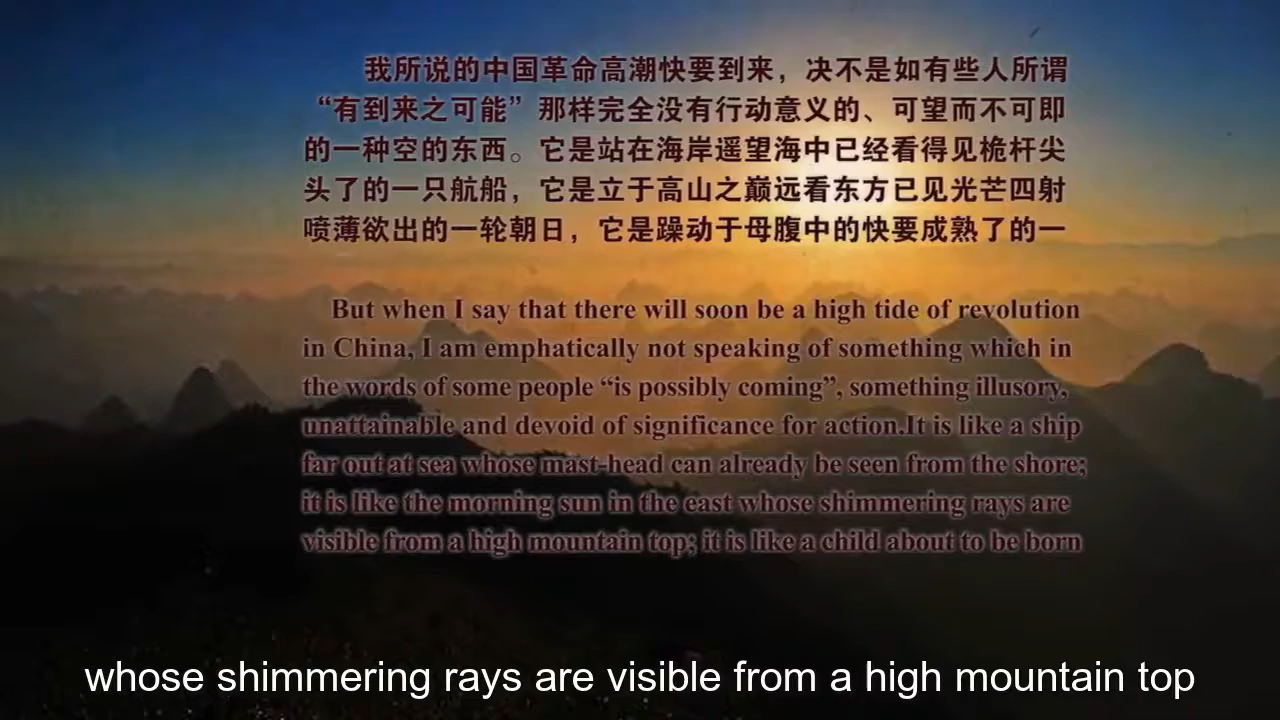 我所说的中国革命高潮快要到来，决不是如有些人所谓
“有到来之可能”那样完全没有行动意义的、可望而不可即
的一种空的东西。它是站在海岸遥望海中已经看得见桅杆尖
头了的一只航船，它是立于高山之巅远看东方已见光芒四射
喷薄欲出的一轮朝日，它是躁动于母腹中的快要成熟了的一
But when I say that there will soon be a high tide of revolution
in China, I am emphatically not speaking of something which in
the words of some people “is possibly coming”, something illusory,
unattainable and devoid of significance for action.It is like a ship
far out at sea whose mast-head can already be seen from the shore;
it is like the morning sun in the east whose shimmering rays are
visible from a high mountain top; it is like a child about to be born
whose shimmering rays are visible from a high mountain top